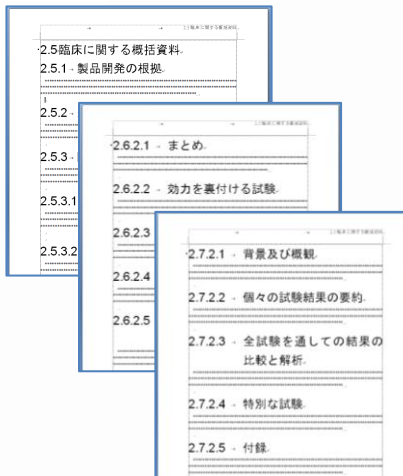 2.5臨床に関する概括資料
2.5.1 製品開発の根拠
2.5.2
2.5.3
2.5.3.1
2.5.3.2
2.6.2.1 まとめ
2.6.2.2 効力を裏付ける試験
2.6.2.3
2.6.2.4
2.6.2.5
2.7.2.1 背景及び概観
2.7.2.2 個々の試験結果の要約
2.7.2.3 全試験を通しての結果の
比較と解析
2.7.2.4 特別な試験
2.7.2.5 付録